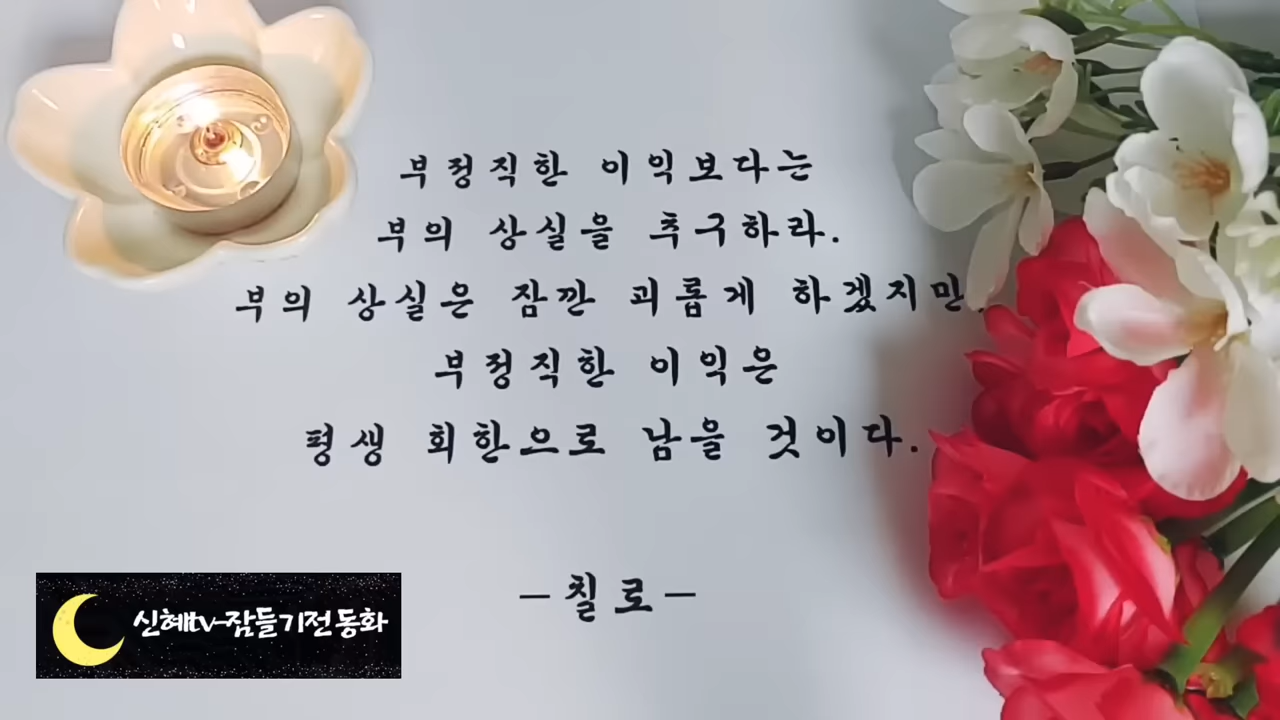 부정직한 이익보다는
부의 상실을 추구하라.
부의 상실은 잠깐 괴롭게 하겠지만,
부정직한 이익은
평생 회한으로 남을 것이다.
-칠로-
신혜tv-잠들기전동화